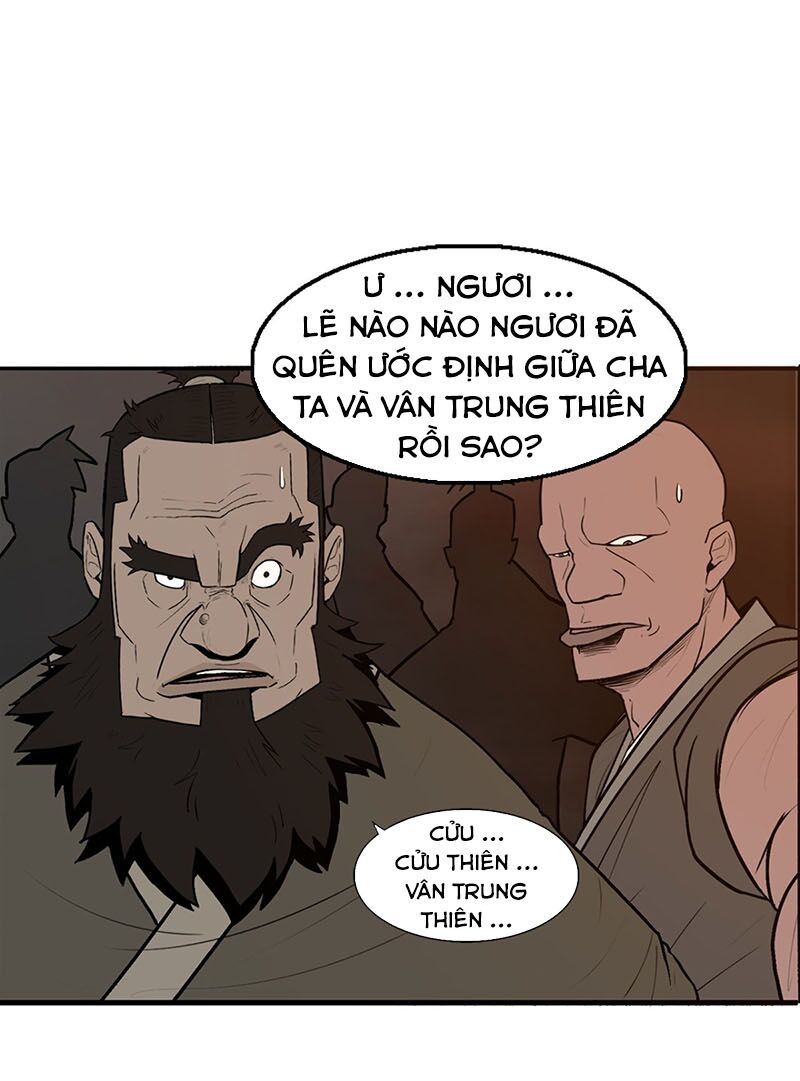 Ư ... NGƯƠI ...
LẼ NÀO NÀO NGƯƠI ĐÃ
QUÊN ƯỚC ĐỊNH GIỮA CHA
TA VÀ VÂN TRUNG THIÊN
RỒI SAO?
CỬU ...
CỬU THIÊN ...
VÂN TRUNG
THIÊN ...